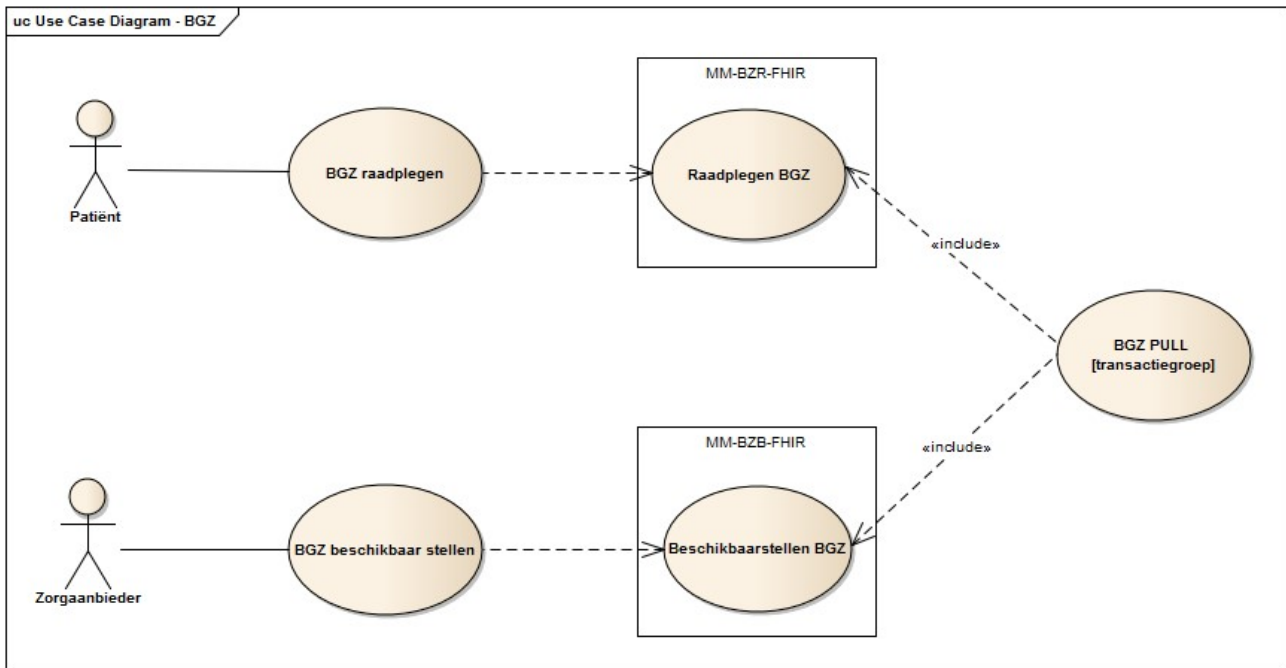 uc Use Case Diagram - BGZ
MM-BZR-FHIR
Patiënt
BGZ raadplegen
Raadplegen BGZ
«include»
BGZ PULL
[transactiegroep]
«include»
MM-BZB-FHIR
Zorgaanbieder
BGZ beschikbaar stellen
Beschikbaarstellen BGZ